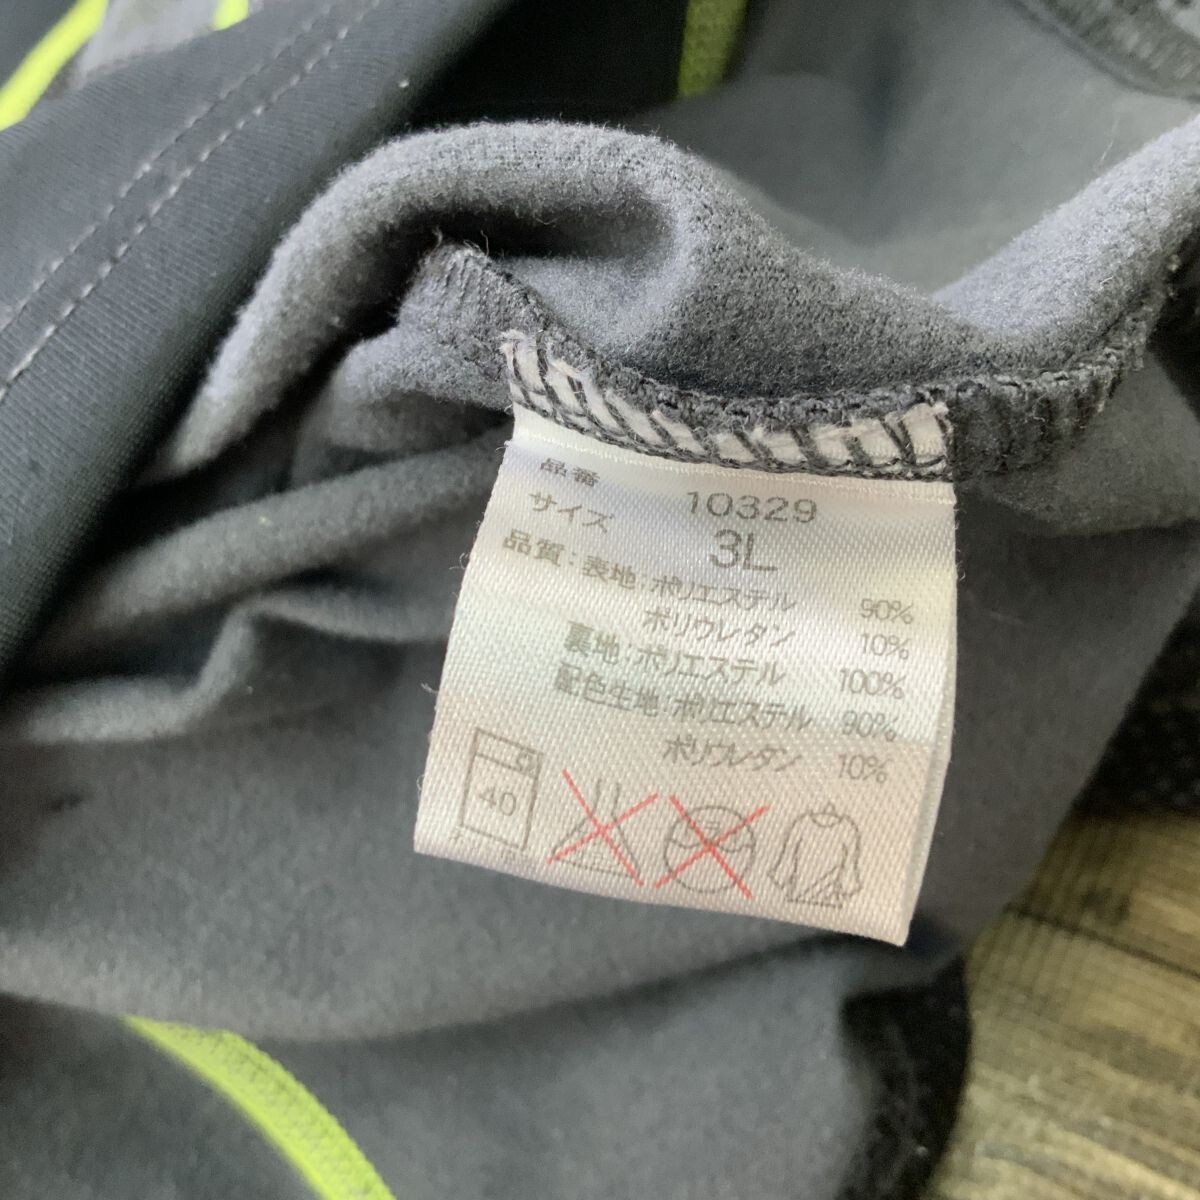 品番 10329
サイズ 3L
品質:表地:ポリエステル 90%
ポリウレタン 10%
裏地:ポリエステル 100%
配色生地:ポリエステル 90%
ポリウレタン 10%
40